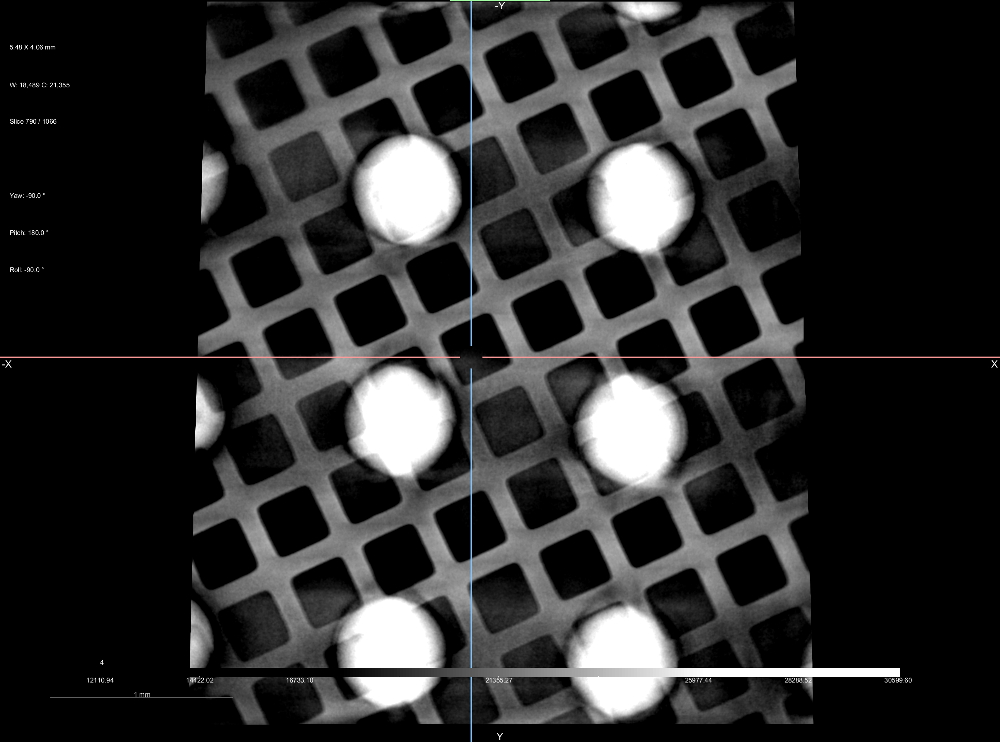 -Y
5.48 X 4.06 mm
W: 18,489 C: 21,355
Slice 790 / 1066
Yaw: -90.0 °
Pitch: 180.0 °
Roll: -90.0 °
-X
X
4
12110.94
14422.02
16733.10
21355.27
25977.44
28288.52
30599.60
1 mm
Y